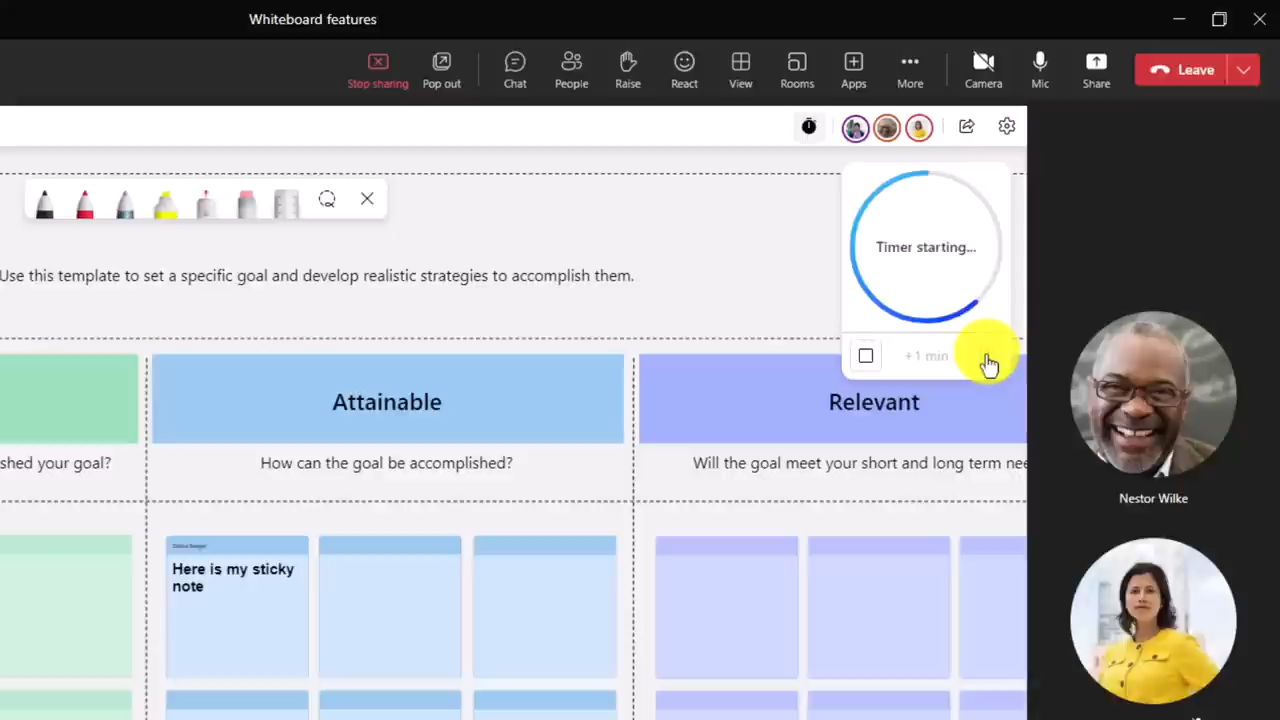 Whiteboard features
Stop sharing
Pop out
Chat
People
Raise
React
View
Rooms
Apps
More
Camera
Mic
Share
Leave
Timer starting...
+1 min
Use this template to set a specific goal and develop realistic strategies to accomplish them.
Attainable
Relevant
shed your goal?
How can the goal be accomplished?
Will the goal meet your short and long term nee
Here is my sticky
note
Nestor Wilke